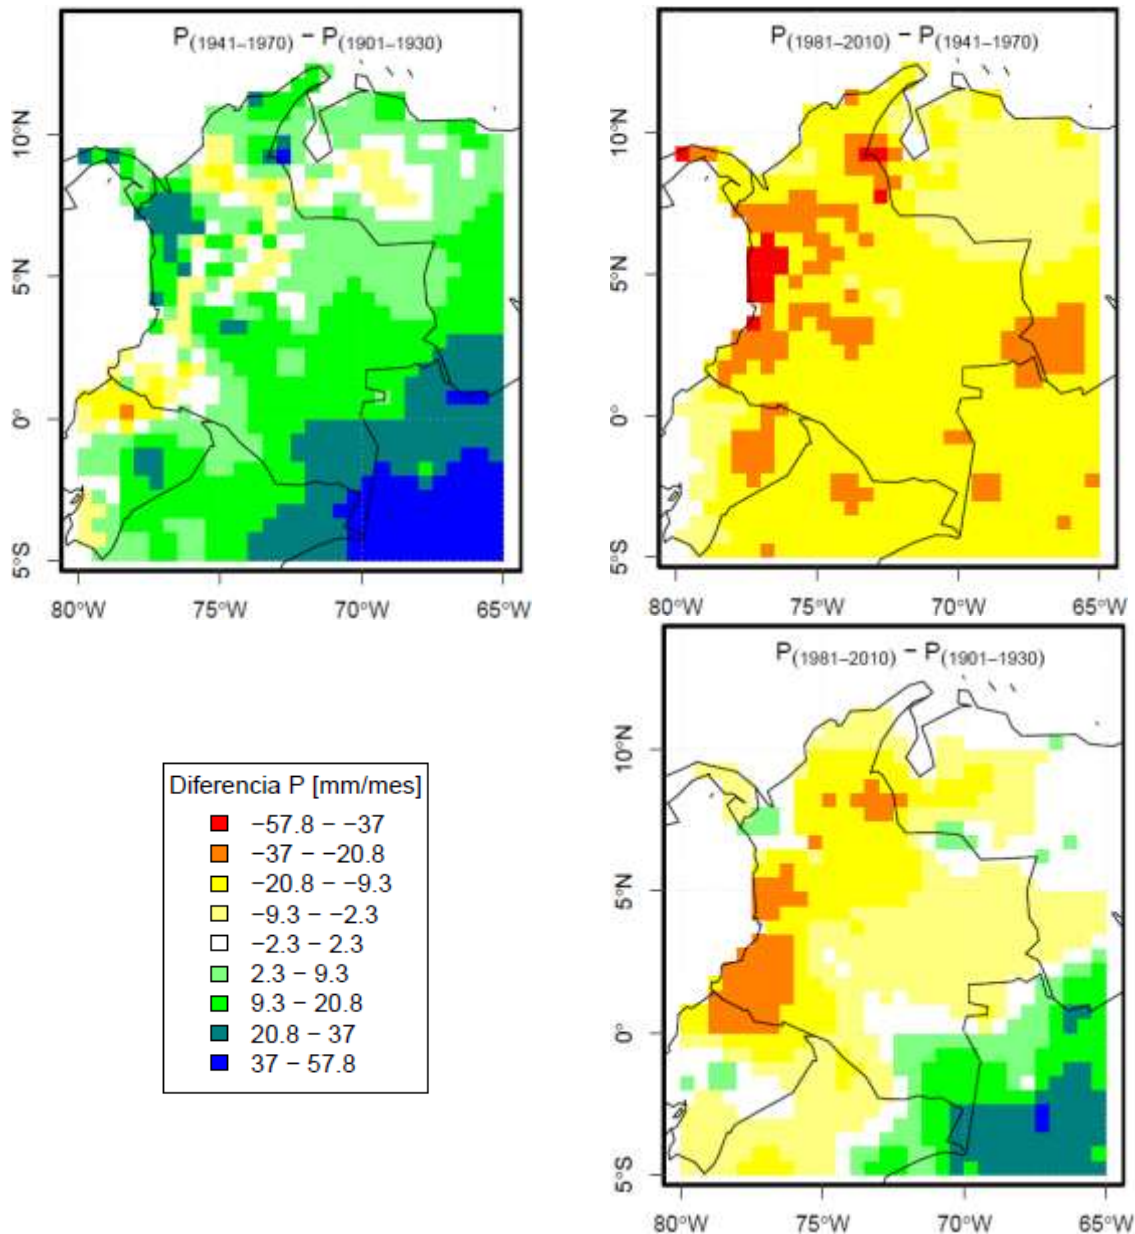 P(1941–1970) − P(1901–1930)
10°N
5°N
0°
5°S
80°W 75°W 70°W 65°W
P(1981–2010) − P(1941–1970)
10°N
5°N
0°
5°S
80°W 75°W 70°W 65°W
Diferencia P [mm/mes]
−57.8 − −37
−37 − −20.8
−20.8 − −9.3
−9.3 − −2.3
−2.3 − 2.3
2.3 − 9.3
9.3 − 20.8
20.8 − 37
37 − 57.8
P(1981–2010) − P(1901–1930)
10°N
5°N
0°
5°S
80°W 75°W 70°W 65°W